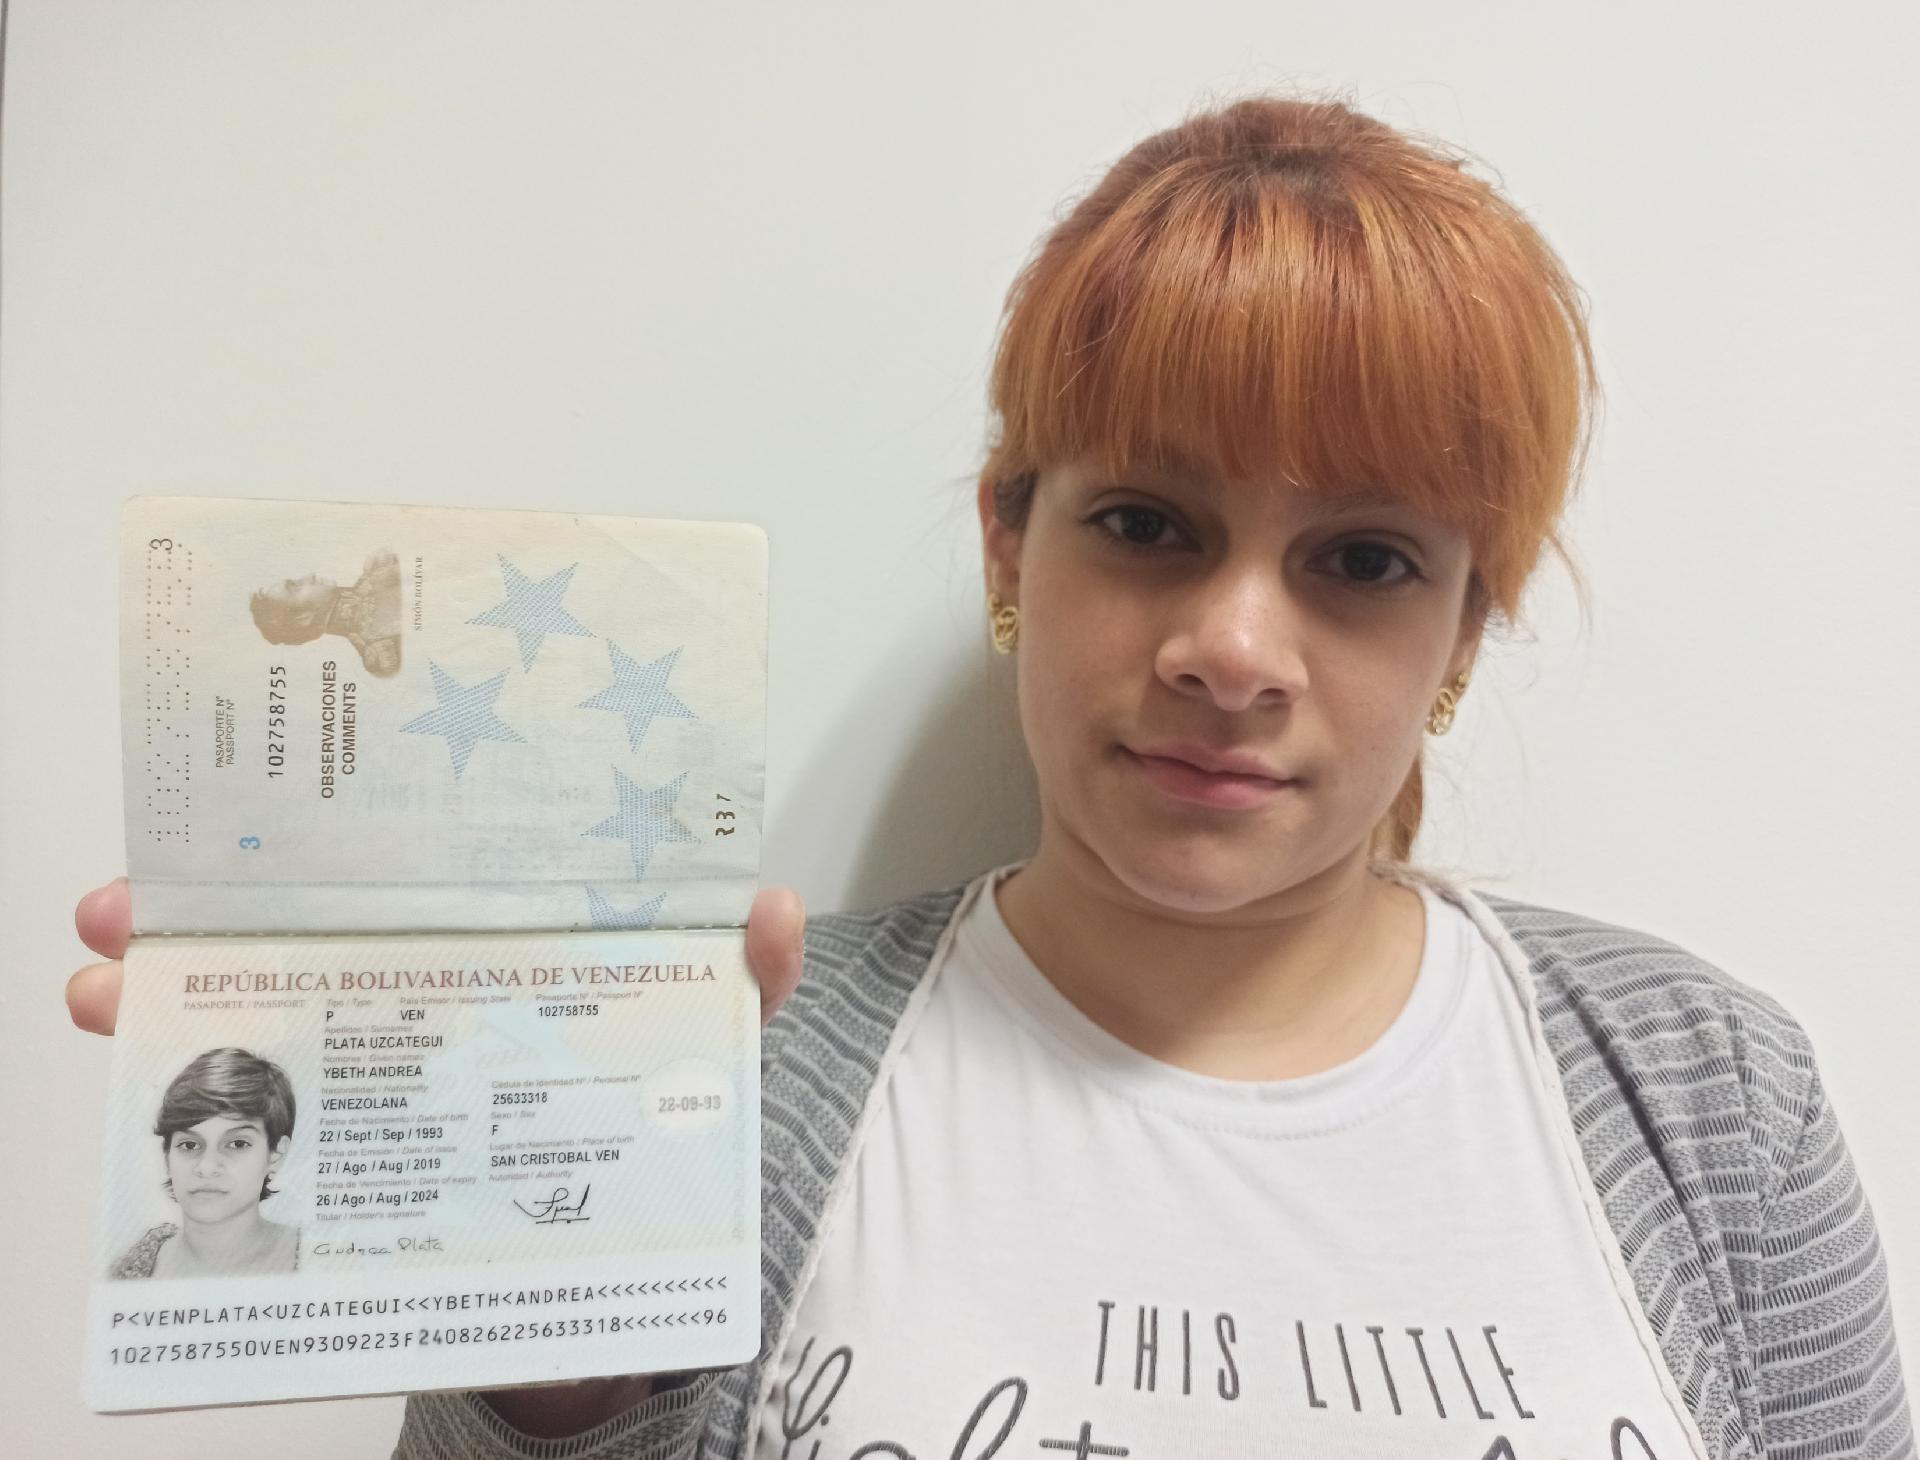 3
SIMÓN BOLÍVAR
PASAPORTE Nº
PASSPORT Nº
102758755
OBSERVACIONES
COMMENTS
3
REPÚBLICA BOLIVARIANA DE VENEZUELA
PASAPORTE / PASSPORT
Tipo / Type
País Emisor / Issuing State
Pasaporte Nº / Passport Nº
P
VEN
102758755
Apellidos / Surnames
PLATA UZCATEGUI
Nombres / Given names
YBETH ANDREA
Nacionalidad / Nationality
Cédula de Identidad Nº / Personal Nº
VENEZOLANA
25633318
22-09-93
Fecha de Nacimiento / Date of birth
Sexo / Sex
22 / Sept / Sep / 1993
F
Fecha de Emisión / Date of issue
Lugar de Nacimiento / Place of birth
27 / Ago / Aug / 2019
SAN CRISTOBAL VEN
Fecha de Vencimiento / Date of expiry
Autoridad / Authority
26 / Ago / Aug / 2024
Titular / Holder's signature
Andrea Plata
P<VENPLATA<UZCATEGUI<<YBETH<ANDREA<<<<<<<<<<
1027587550VEN9309223F240826225633318<<<<<<96
THIS LITTLE